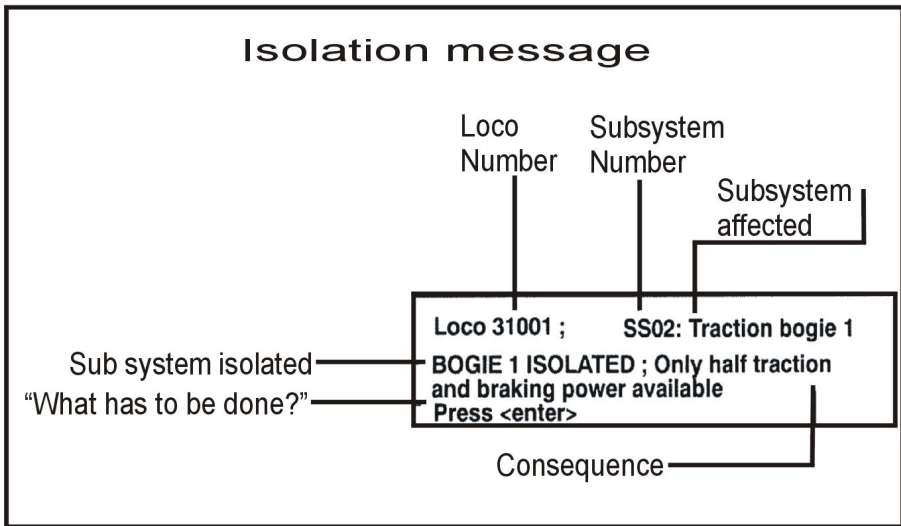 Isolation message
Loco
Number
Subsystem
Number
Subsystem
affected
Loco 31001 ; SS02: Traction bogie 1
Sub system isolated
BOGIE 1 ISOLATED ; Only half traction
and braking power available
“What has to be done?”
Press <enter>
Consequence